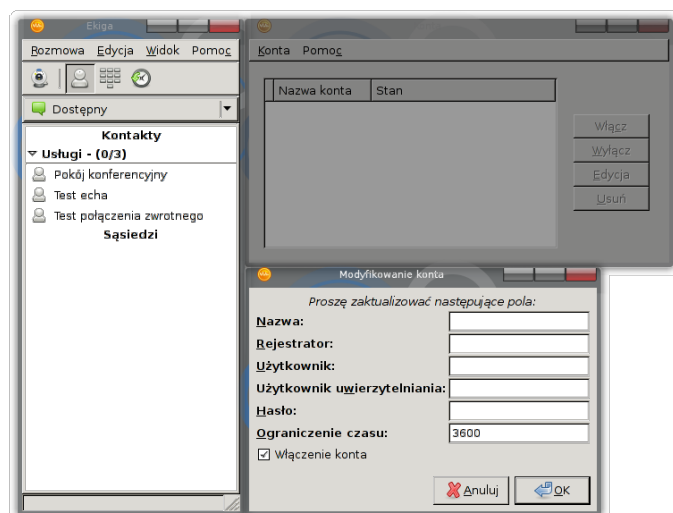 Ekiga
Rozmowa Edycja Widok Pomoc
Dostępny
Kontakty
Usługi - (0/3)
Pokój konferencyjny
Test echa
Test połączenia zwrotnego
Sąsiedzi
Konta Pomoc
Nazwa konta Stan
Włącz
Wyłącz
Edycja
Usuń
Modyfikowanie konta
Proszę zaktualizować następujące pola:
Nazwa:
Rejestrator:
Użytkownik:
Użytkownik uwierzytelniania:
Hasło:
Ograniczenie czasu: 3600
Włączenie konta
Anuluj OK